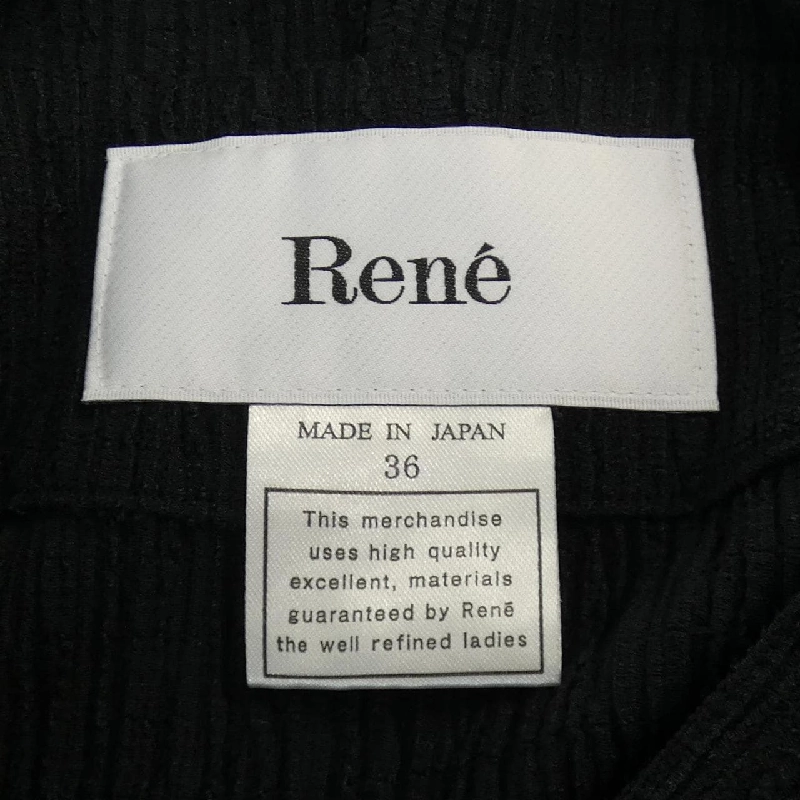 René
MADE IN JAPAN
36
This merchandise
uses high quality
excellent, materials
guaranteed by René
the well refined ladies